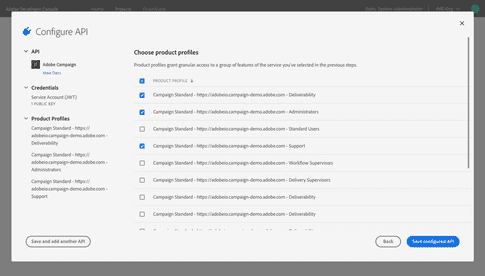 Adobe Developer Console
Home
Projects
Configure API
API
Adobe Campaign
View Docs
Credentials
Service Account (JWT)
1 PUBLIC KEY
Product Profiles
Campaign Standard - https://
adobeio.campaign-demo.adobe.com -
Deliverability
Campaign Standard - https://
adobeio.campaign-demo.adobe.com -
Administrators
Campaign Standard - https://
adobeio.campaign-demo.adobe.com -
Support
Choose product profiles
Product profiles grant granular access to a group of features of the service you've selected in the previous steps.
PRODUCT PROFILE
Campaign Standard - https://adobeio.campaign-demo.adobe.com - Deliverability
Campaign Standard - https://adobeio.campaign-demo.adobe.com - Administrators
Campaign Standard - https://adobeio.campaign-demo.adobe.com - Standard Users
Campaign Standard - https://adobeio.campaign-demo.adobe.com - Support
Campaign Standard - https://adobeio.campaign-demo.adobe.com - Workflow Supervisors
Campaign Standard - https://adobeio.campaign-demo.adobe.com - Delivery Supervisors
Campaign Standard - https://adobeio.campaign-demo.adobe.com - Deliverability
Campaign Standard - https://adobeio.campaign-demo.adobe.com - Deliverability
Save and add another API
Back
Save configured API